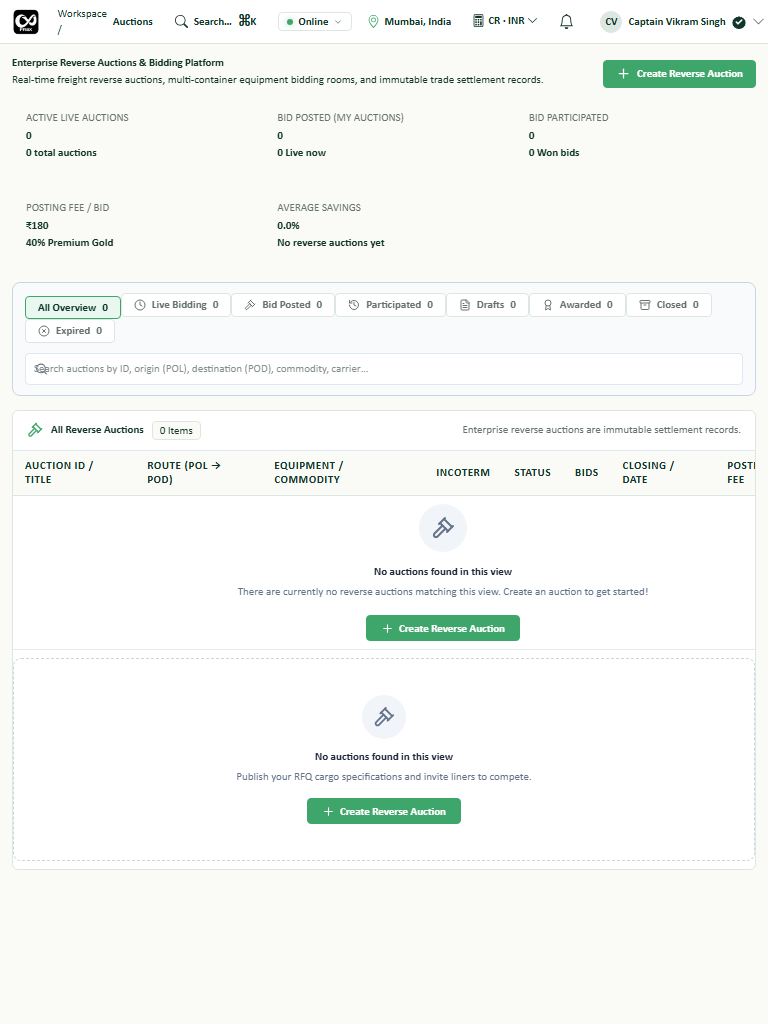 Fnex
Workspace
/
Auctions
Search... ⌘K
Online
Mumbai, India
CR · INR
CV
Captain Vikram Singh
Enterprise Reverse Auctions & Bidding Platform
Real-time freight reverse auctions, multi-container equipment bidding rooms, and immutable trade settlement records.
+ Create Reverse Auction
ACTIVE LIVE AUCTIONS
0
0 total auctions
BID POSTED (MY AUCTIONS)
0
0 Live now
BID PARTICIPATED
0
0 Won bids
POSTING FEE / BID
₹180
40% Premium Gold
AVERAGE SAVINGS
0.0%
No reverse auctions yet
All Overview 0
Live Bidding 0
Bid Posted 0
Participated 0
Drafts 0
Awarded 0
Closed 0
Expired 0
Search auctions by ID, origin (POL), destination (POD), commodity, carrier...
All Reverse Auctions
0 Items
Enterprise reverse auctions are immutable settlement records.
AUCTION ID /
TITLE
ROUTE (POL →
POD)
EQUIPMENT /
COMMODITY
INCOTERM
STATUS
BIDS
CLOSING /
DATE
POSTI
FEE
No auctions found in this view
There are currently no reverse auctions matching this view. Create an auction to get started!
+ Create Reverse Auction
No auctions found in this view
Publish your RFQ cargo specifications and invite liners to compete.
+ Create Reverse Auction